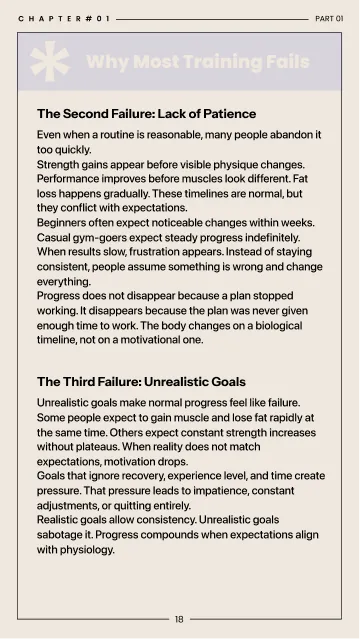 CHAPTER#01
PART 01
Why Most Training Fails
The Second Failure: Lack of Patience
Even when a routine is reasonable, many people abandon it
too quickly.
Strength gains appear before visible physique changes.
Performance improves before muscles look different. Fat
loss happens gradually. These timelines are normal, but
they conflict with expectations.
Beginners often expect noticeable changes within weeks.
Casual gym-goers expect steady progress indefinitely.
When results slow, frustration appears. Instead of staying
consistent, people assume something is wrong and change
everything.
Progress does not disappear because a plan stopped
working. It disappears because the plan was never given
enough time to work. The body changes on a biological
timeline, not on a motivational one.
The Third Failure: Unrealistic Goals
Unrealistic goals make normal progress feel like failure.
Some people expect to gain muscle and lose fat rapidly at
the same time. Others expect constant strength increases
without plateaus. When reality does not match
expectations, motivation drops.
Goals that ignore recovery, experience level, and time create
pressure. That pressure leads to impatience, constant
adjustments, or quitting entirely.
Realistic goals allow consistency. Unrealistic goals
sabotage it. Progress compounds when expectations align
with physiology.
18